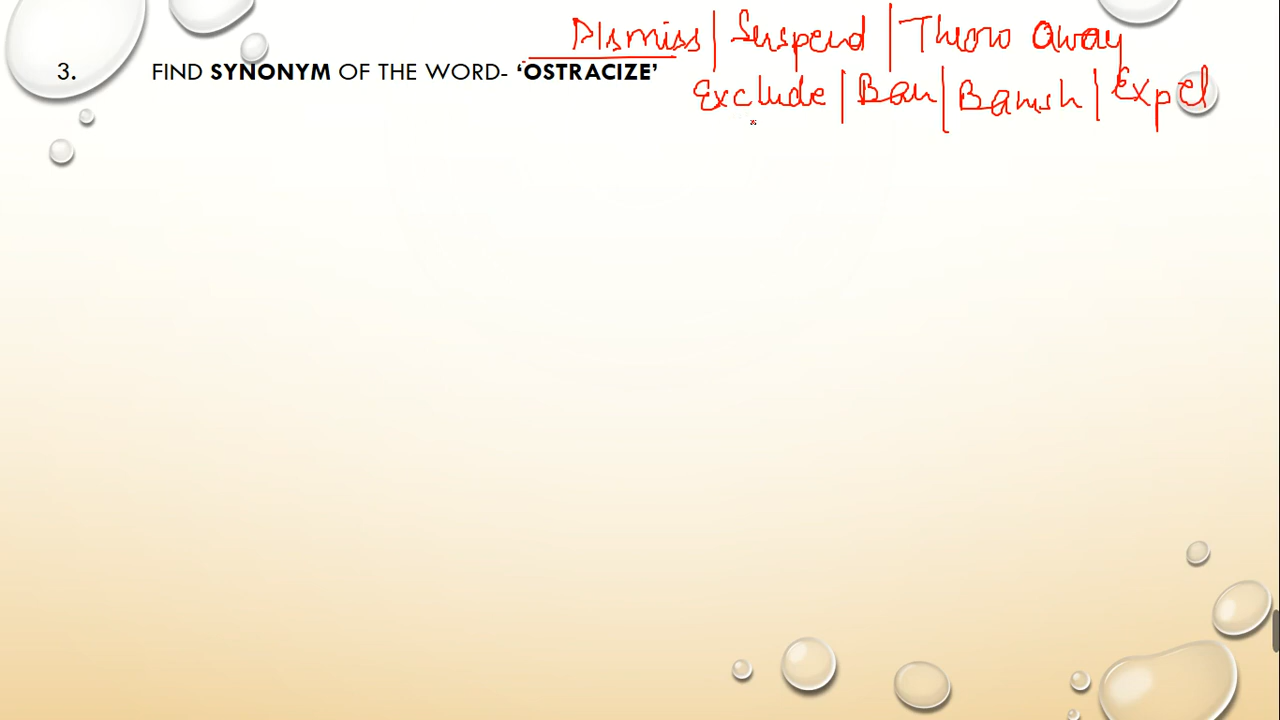 Dismiss | Suspend | Throw away
3. FIND SYNONYM OF THE WORD- ‘OSTRACIZE’
Exclude | Ban | Banish | Expel